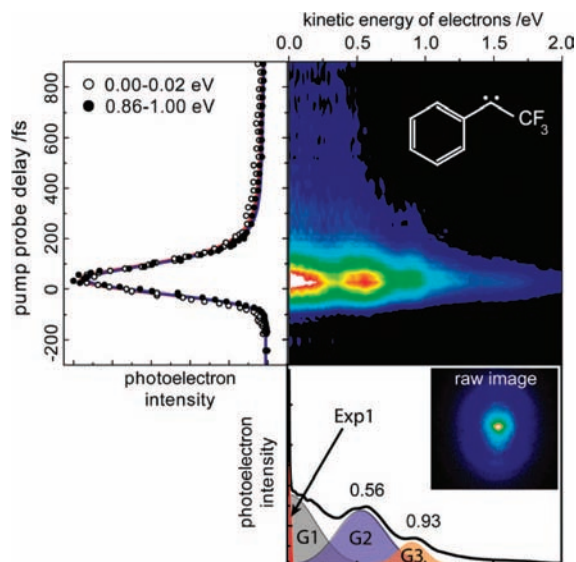 kinetic energy of electrons /eV
0.0 0.5 1.0 1.5 2.0
800
600
400
200
0
-200
pump probe delay /fs
0.00-0.02 eV
0.86-1.00 eV
CF3
photoelectron
intensity
photoelectron
intensity
raw image
Exp1
0.56
0.93
G1 G2 G3